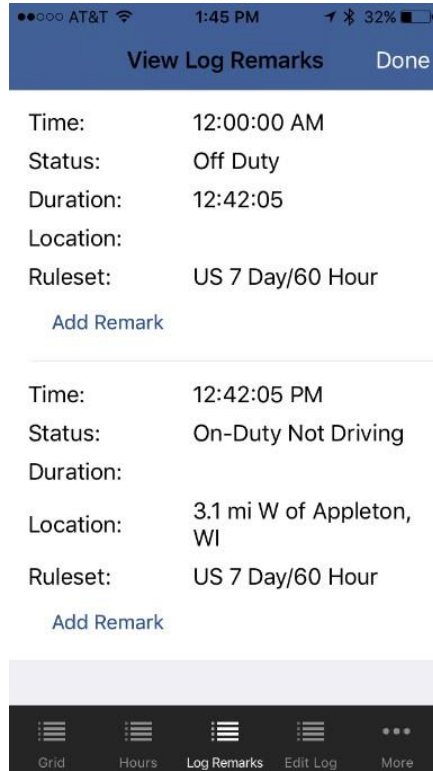 AT&T 1:45 PM 32%
View Log Remarks Done
Time: 12:00:00 AM
Status: Off Duty
Duration: 12:42:05
Location:
Ruleset: US 7 Day/60 Hour
Add Remark
Time: 12:42:05 PM
Status: On-Duty Not Driving
Duration:
Location: 3.1 mi W of Appleton,
WI
Ruleset: US 7 Day/60 Hour
Add Remark
Grid Hours Log Remarks Edit Log More